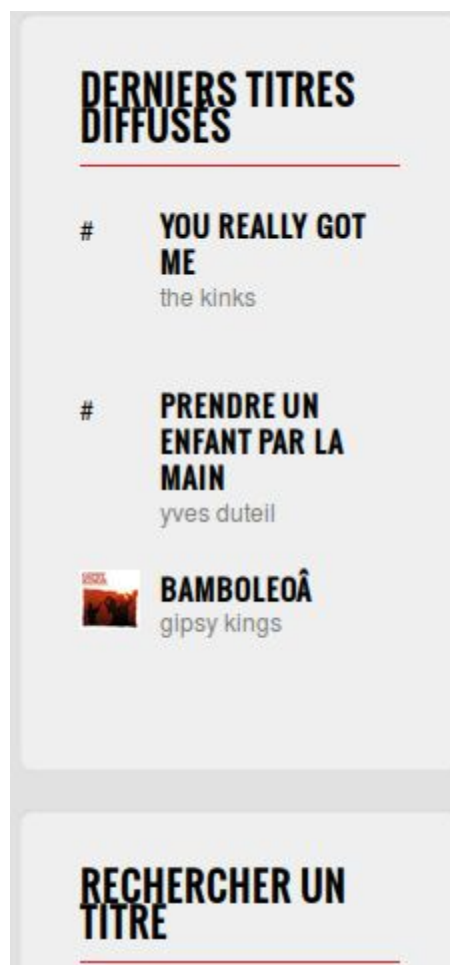 DERNIERS TITRES
DIFFUSÉS
#
YOU REALLY GOT
ME
the kinks
#
PRENDRE UN
ENFANT PAR LA
MAIN
yves duteil
BAMBOLEOÂ
gipsy kings
RECHERCHER UN
TITRE